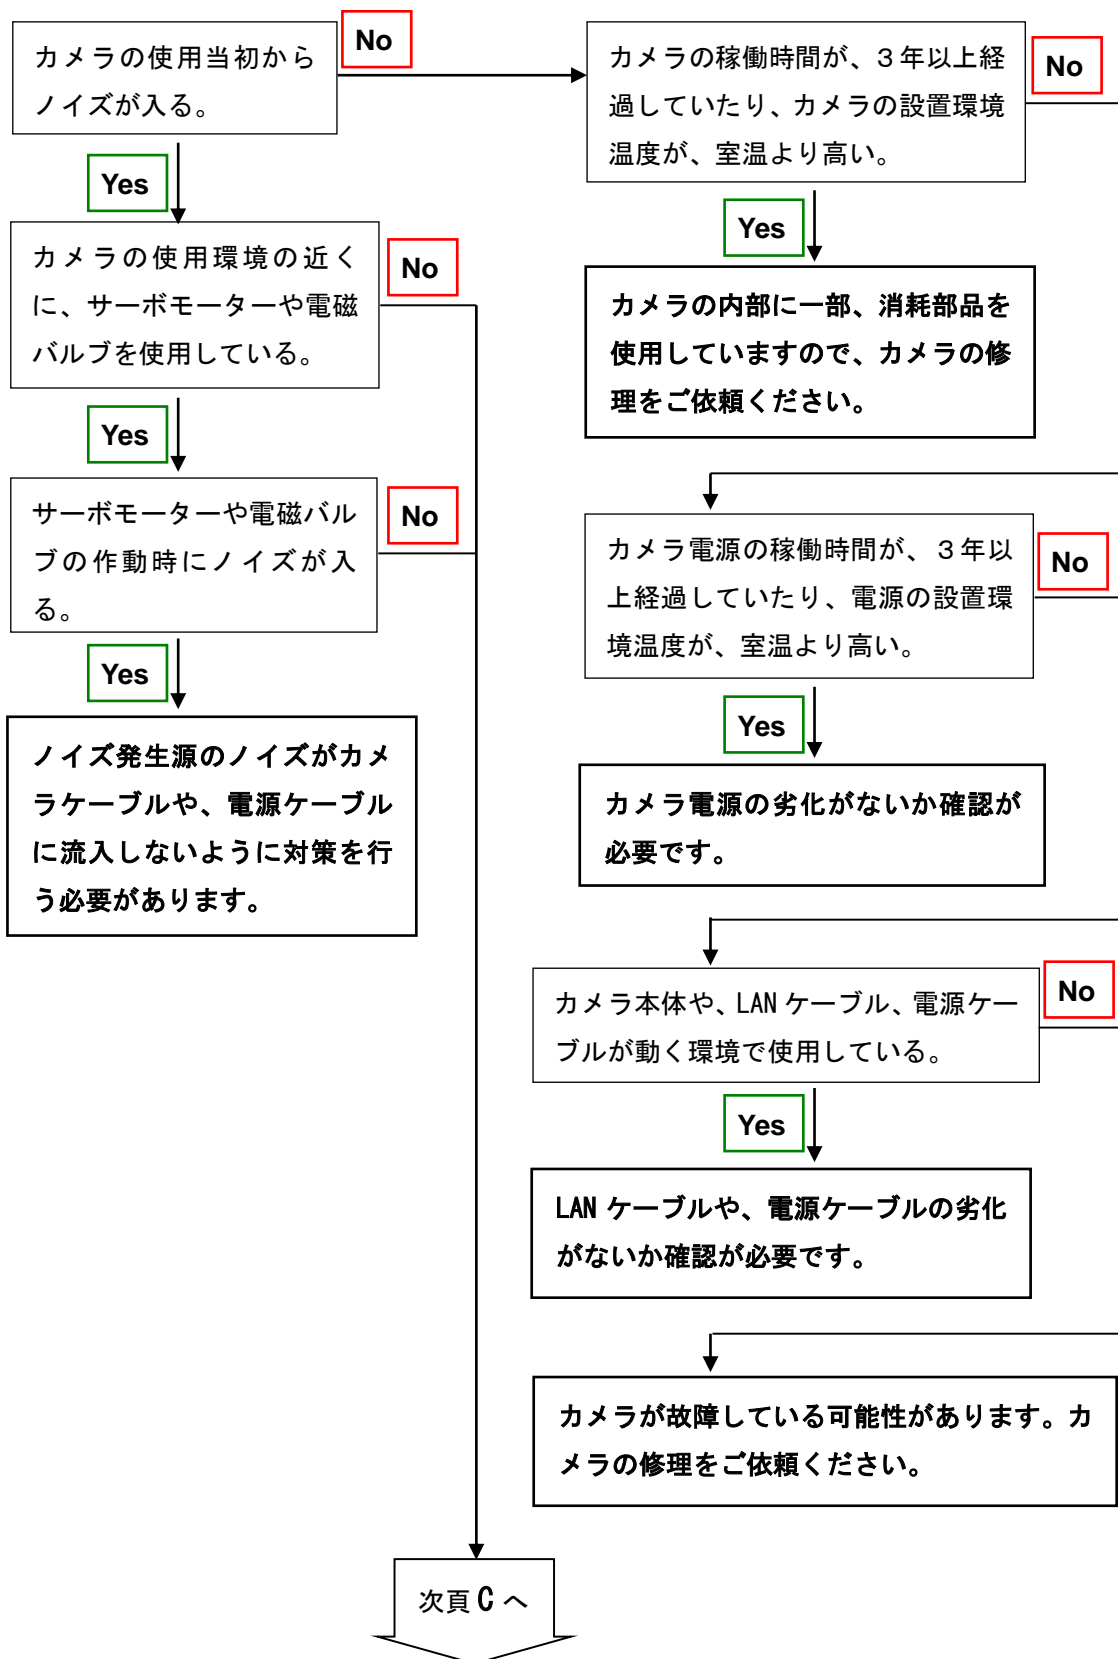 カメラの使用当初から
ノイズが入る。
No
Yes
カメラの使用環境の近く
に、サーボモーターや電磁
バルブを使用している。
No
Yes
サーボモーターや電磁バル
ブの作動時にノイズが入
る。
No
Yes
ノイズ発生源のノイズがカメ
ラケーブルや、電源ケーブル
に流入しないように対策を行
う必要があります。
カメラの稼働時間が、３年以上経
過していたり、カメラの設置環境
温度が、室温より高い。
No
Yes
カメラの内部に一部、消耗部品を
使用していますので、カメラの修
理をご依頼ください。
カメラ電源の稼働時間が、３年以
上経過していたり、電源の設置環
境温度が、室温より高い。
No
Yes
カメラ電源の劣化がないか確認が
必要です。
カメラ本体や、LAN ケーブル、電源ケー
ブルが動く環境で使用している。
No
Yes
LAN ケーブルや、電源ケーブルの劣化
がないか確認が必要です。
カメラが故障している可能性があります。カ
メラの修理をご依頼ください。
次頁 C へ